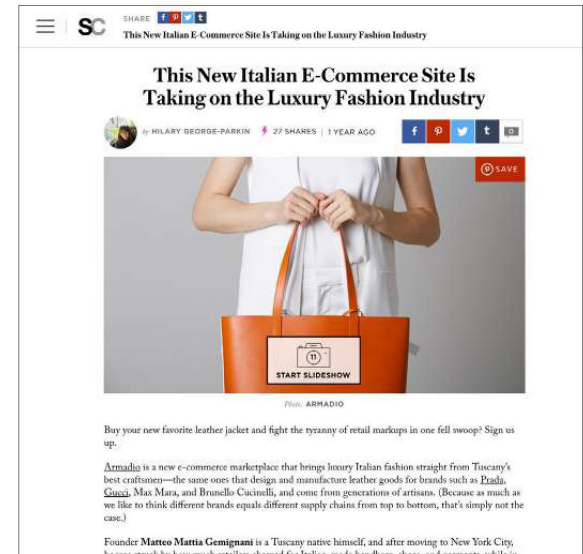 SC
SHARE
This New Italian E-Commerce Site Is Taking on the Luxury Fashion Industry
This New Italian E-Commerce Site Is
Taking on the Luxury Fashion Industry
by HILARY GEORGE-PARKIN 27 SHARES | 1 YEAR AGO
SAVE
11
START SLIDESHOW
Photo: ARMADIO
Buy your new favorite leather jacket and fight the tyranny of retail markups in one fell swoop? Sign us
up.
Armadio is a new e-commerce marketplace that brings luxury Italian fashion straight from Tuscany's
best craftsmen—the same ones that design and manufacture leather goods for brands such as Prada,
Gucci, Max Mara, and Brunello Cucinelli, and come from generations of artisans. (Because as much as
we like to think different brands equals different supply chains from top to bottom, that's simply not the
case.)
Founder Matteo Mattia Gemignani is a Tuscany native himself, and after moving to New York City,